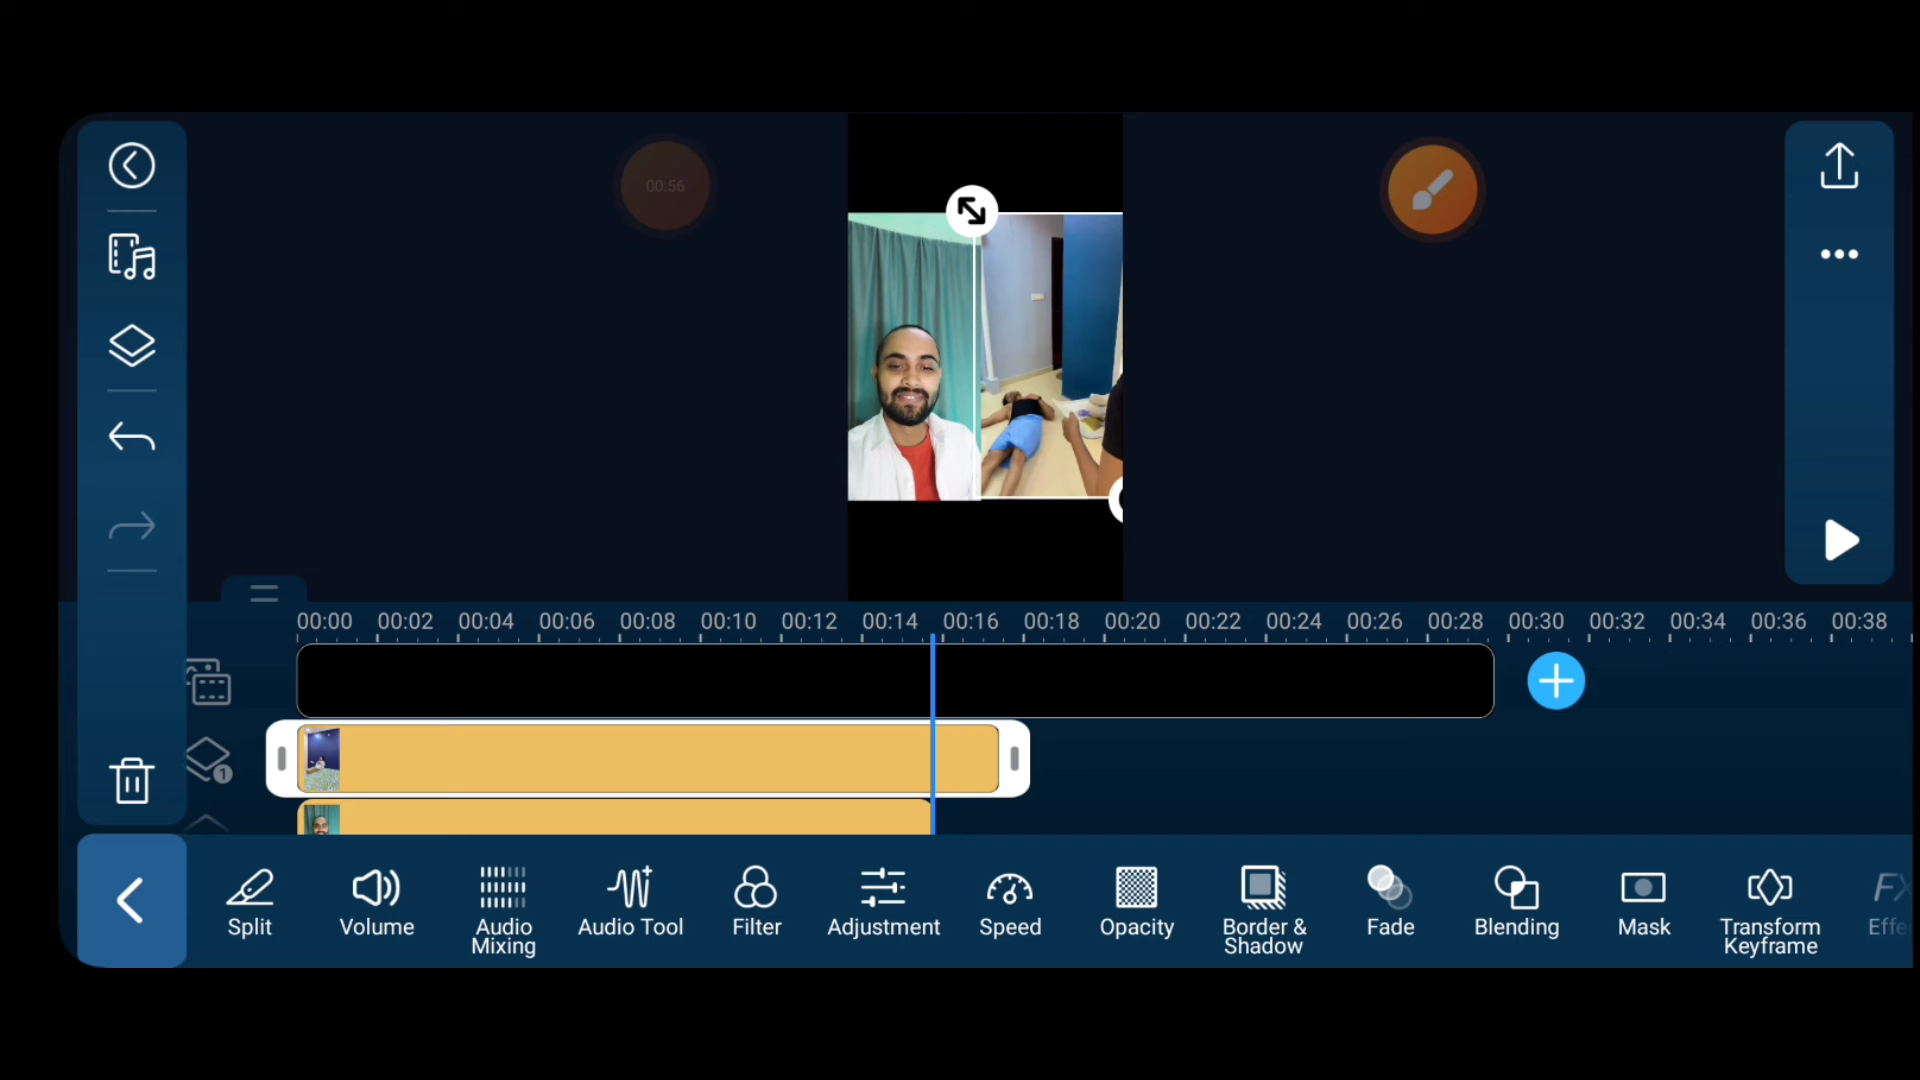 00:56
00:00 00:02 00:04 00:06 00:08 00:10 00:12 00:14 00:16 00:18 00:20 00:22 00:24 00:26 00:28 00:30 00:32 00:34 00:36 00:38
1
Split Volume Audio Mixing Audio Tool Filter Adjustment Speed Opacity Border & Shadow Fade Blending Mask Transform Keyframe Effe